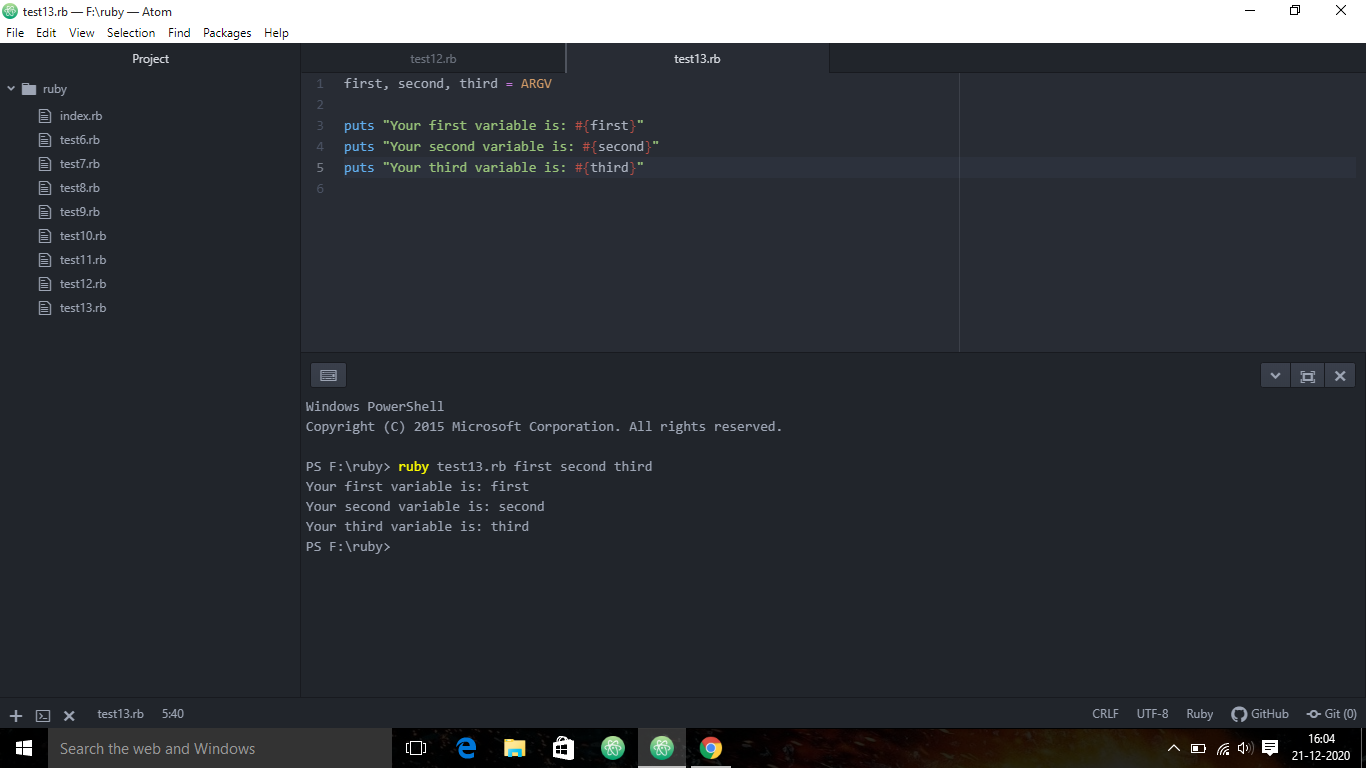 test13.rb — F:\ruby — Atom
File Edit View Selection Find Packages Help
Project
ruby
index.rb
test6.rb
test7.rb
test8.rb
test9.rb
test10.rb
test11.rb
test12.rb
test13.rb
test12.rb test13.rb
1 first, second, third = ARGV
2
3 puts "Your first variable is: #{first}"
4 puts "Your second variable is: #{second}"
5 puts "Your third variable is: #{third}"
6
Windows PowerShell
Copyright (C) 2015 Microsoft Corporation. All rights reserved.
PS F:\ruby> ruby test13.rb first second third
Your first variable is: first
Your second variable is: second
Your third variable is: third
PS F:\ruby>
test13.rb 5:40 CRLF UTF-8 Ruby GitHub Git (0)
Search the web and Windows
16:04
21-12-2020